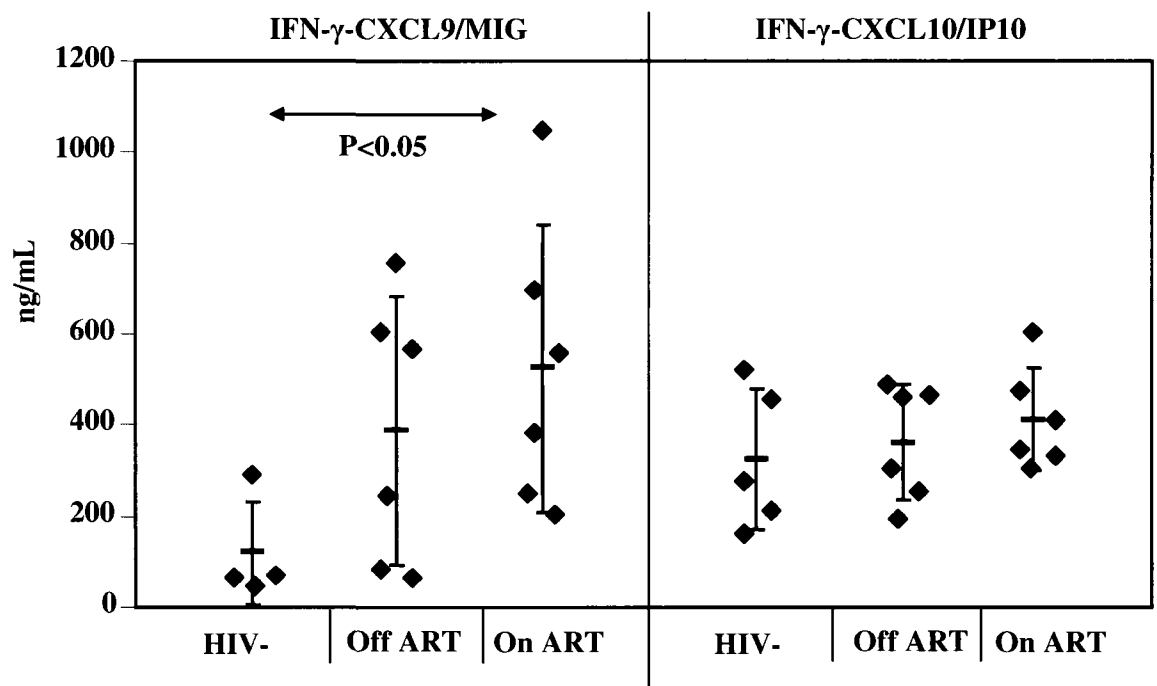 IFN-γ-CXCL9/MIG
IFN-γ-CXCL10/IP10
1200
1000
800
600
400
200
0
ng/mL
P<0.05
HIV-
Off ART
On ART
HIV-
Off ART
On ART